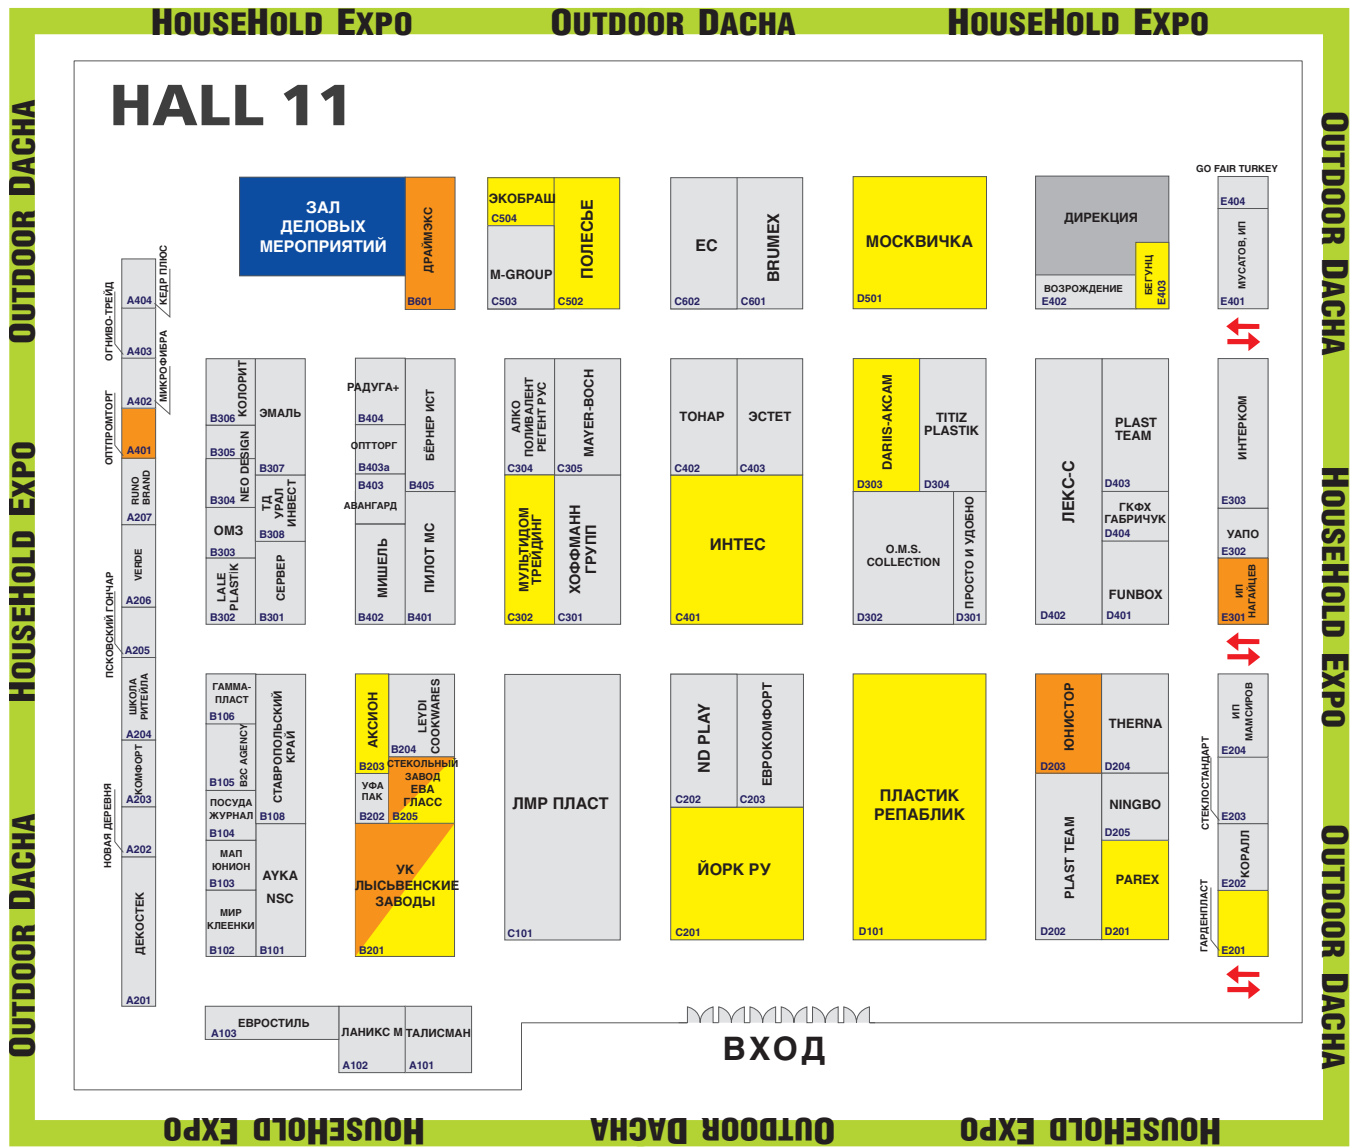 HOUSEHOLD EXPO
OUTDOOR DACHA
HOUSEHOLD EXPO
OUTDOOR DACHA
HOUSEHOLD EXPO
OUTDOOR DACHA
OUTDOOR DACHA
HOUSEHOLD EXPO
OUTDOOR DACHA
HALL 11
ЗАЛ
ДЕЛОВЫХ
МЕРОПРИЯТИЙ
ДРАЙМЭКС
B601
ЭКОБРАШ
C504
M-GROUP
C503
ПОЛЕСЬЕ
C502
ЕС
C602
BRUMEX
C601
МОСКВИЧКА
D501
ДИРЕКЦИЯ
ВОЗРОЖДЕНИЕ
E402
БЕГУНЦ
E403
GO FAIR TURKEY
E404
МУСАТОВ, ИП
E401
A404
КЕДР ПЛЮС
ОГНИВО-ТРЕЙД
A403
A402
МИКРОФИБРА
ОПТПРОМТОРГ
A401
RUNO
BRAND
A207
VERDE
A206
ПСКОВСКИЙ ГОНЧАР
A205
ШКОЛА
РИТЕЙЛА
A204
КОМФОРТ
A203
НОВАЯ ДЕРЕВНЯ
A202
ДЕКОСТЕК
A201
КОЛОРИТ
B306
B305
NEO DESIGN
B304
ОМЗ
B303
LALE
PLASTIK
B302
ЭМАЛЬ
B307
ТД
УРАЛ
ИНВЕСТ
B308
СЕРВЕР
B301
РАДУГА+
B404
ОПТТОРГ
B403a
B403
АВАНГАРД
МИШЕЛЬ
B402
БЁРНЕР ИСТ
B405
ПИЛОТ МС
B401
АЛКО
ПОЛИВАЛЕНТ
РЕГЕНТ РУС
C304
MAYER-BOCH
C305
МУЛЬТИДОМ
ТРЕЙДИНГ
C302
ХОФФМАНН
ГРУПП
C301
ТОНАР
C402
ЭСТЕТ
C403
ИНТЕС
C401
DARIIS-АКСАМ
D303
TITIZ
PLASTIK
D304
O.M.S.
COLLECTION
D302
ПРОСТО И УДОБНО
D301
ЛЕКС-С
D402
PLAST
TEAM
D403
ГКФХ
ГАБРИЧУК
D404
FUNBOX
D401
ИНТЕРКОМ
E303
УАПО
E302
ИП
НАГАЙЦЕВ
E301
ГАММА-
ПЛАСТ
B106
B2C AGENCY
B105
ПОСУДА
ЖУРНАЛ
B104
МАП
ЮНИОН
B103
МИР
КЛЕЕНКИ
B102
СТАВРОПОЛЬСКИЙ
КРАЙ
B108
AYKA
NSC
B101
АКСИОН
B203
LEYDI
COOKWARES
B204
УФА
ПАК
B202
СТЕКОЛЬНЫЙ
ЗАВОД
ЕВА
ГЛАСС
B205
УК
ЛЫСЬВЕНСКИЕ
ЗАВОДЫ
B201
ЛМР ПЛАСТ
C101
ND PLAY
C202
ЕВРОКОМФОРТ
C203
ЙОРК РУ
C201
ПЛАСТИК
РЕПАБЛИК
D101
ЮНИСТОР
D203
THERNA
D204
NINGBO
D205
PLAST TEAM
D202
PAREX
D201
ИП
МАМСИРОВ
E204
СТЕКЛОСТАНДАРТ
E203
КОРАЛЛ
E202
ГАРДЕНПЛАСТ
E201
ЕВРОСТИЛЬ
A103
ЛАНИКС М
A102
ТАЛИСМАН
A101
ВХОД
HOUSEHOLD EXPO
OUTDOOR DACHA
HOUSEHOLD EXPO